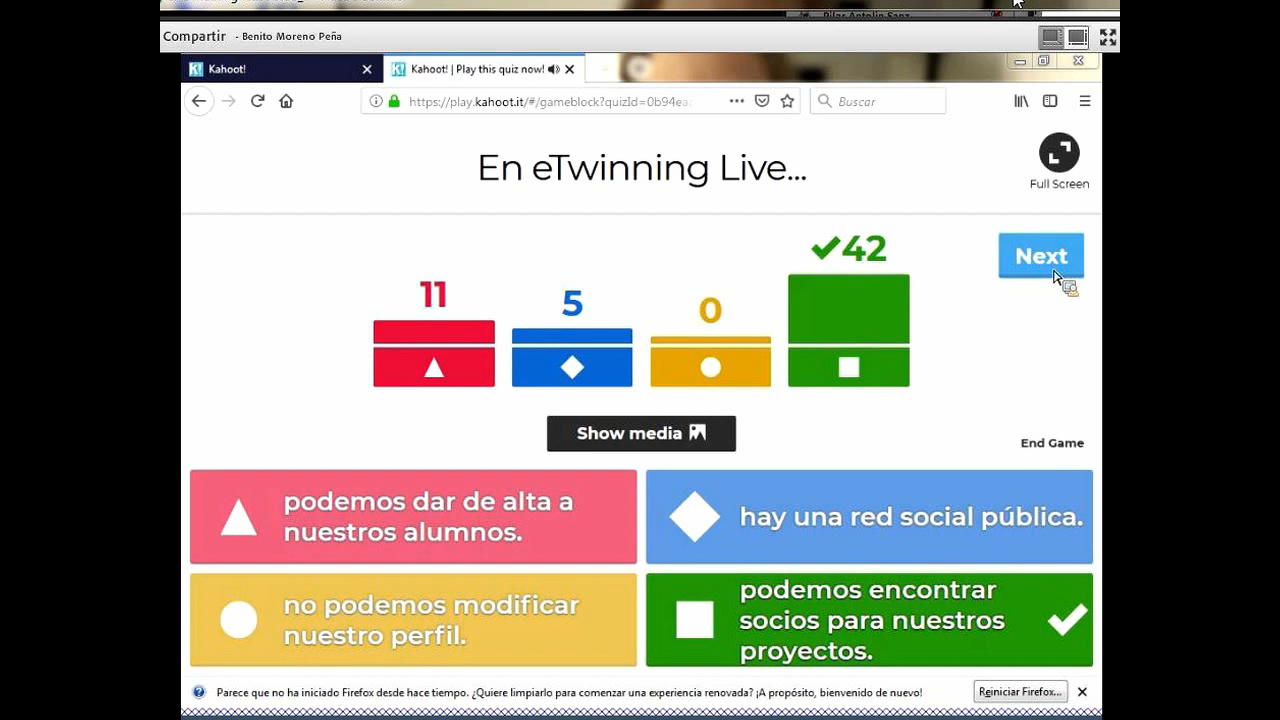 Compartir - Benito Moreno Peña
Kahoot!
Kahoot! | Play this quiz now!
https://play.kahoot.it/#/gameblock?quizId=0b94ea
Buscar
En eTwinning Live...
Full Screen
11
5
0
42
Next
Show media
End Game
podemos dar de alta a
nuestros alumnos.
hay una red social pública.
no podemos modificar
nuestro perfil.
podemos encontrar
socios para nuestros
proyectos.
Parece que no ha iniciado Firefox desde hace tiempo. ¿Quiere limpiarlo para comenzar una experiencia renovada? ¡A propósito, bienvenido de nuevo!
Reiniciar Firefox...